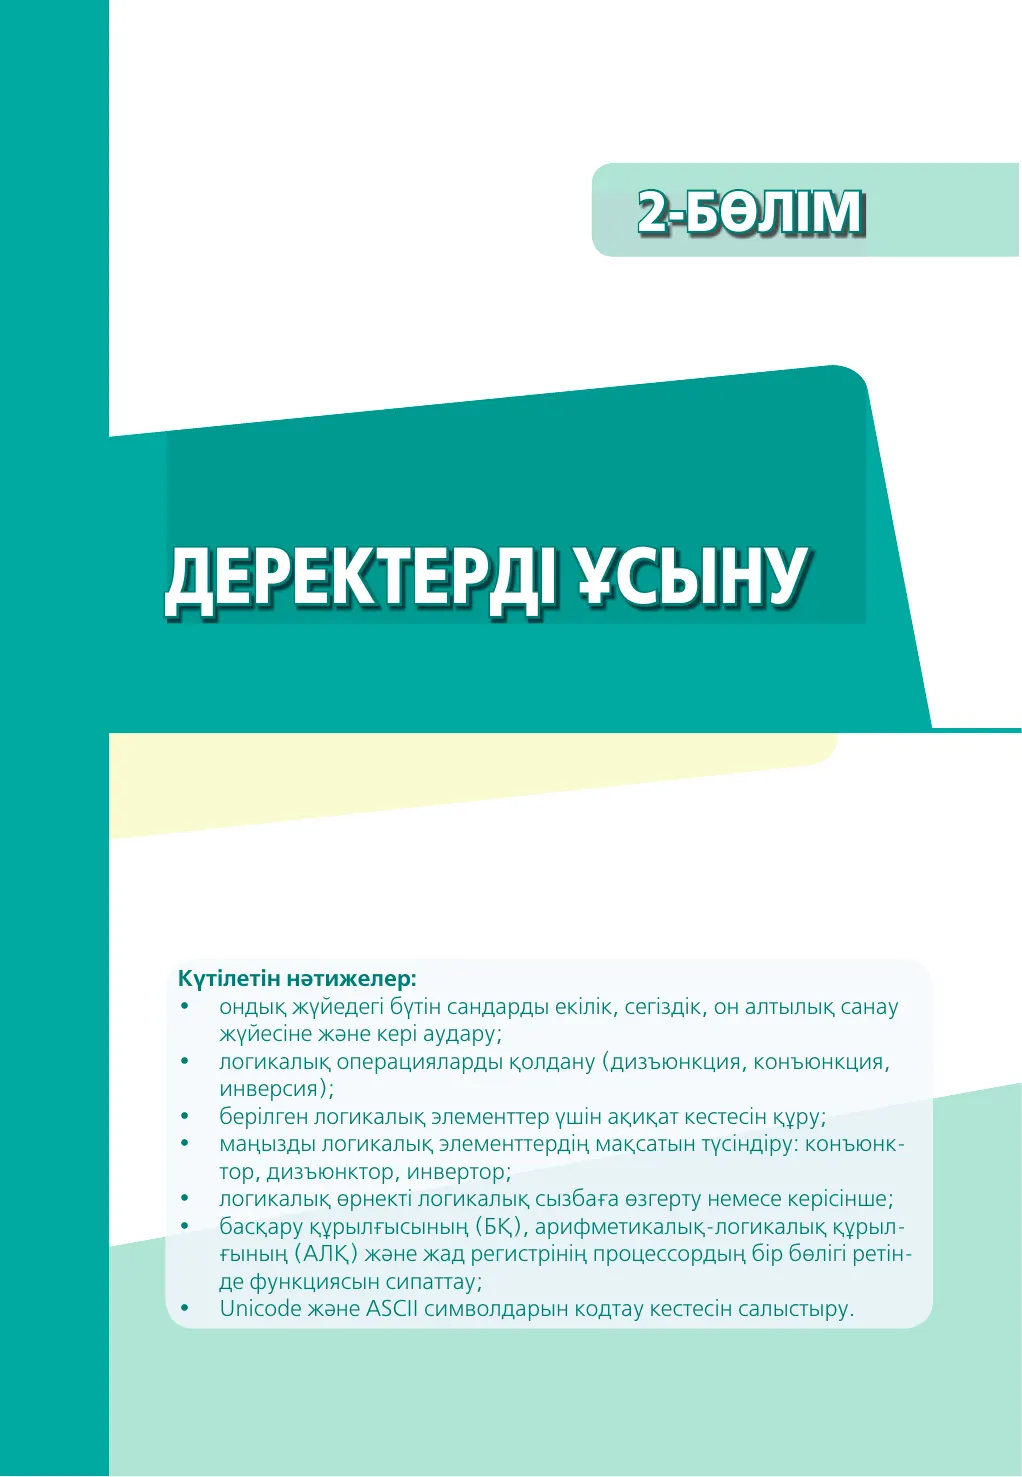 2-БӨЛІМ
ДЕРЕКТЕРДІ ҰСЫНУ
Күтілетін нәтижелер:
• ондық жүйедегі бүтін сандарды екілік, сегіздік, он алтылық санау
жүйесіне және кері аудару;
• логикалық операцияларды қолдану (дизъюнкция, конъюнкция,
инверсия);
• берілген логикалық элементтер үшін ақиқат кестесін құру;
• маңызды логикалық элементтердің мақсатын түсіндіру: конъюнк-
тор, дизъюнктор, инвертор;
• логикалық өрнекті логикалық сызбаға өзгерту немесе керісінше;
• басқару құрылғысының (БҚ), арифметикалық-логикалық құрыл-
ғының (АЛҚ) және жад регистрінің процессордың бір бөлігі ретін-
де функциясын сипаттау;
• Unicode және ASCII символдарын кодтау кестесін салыстыру.